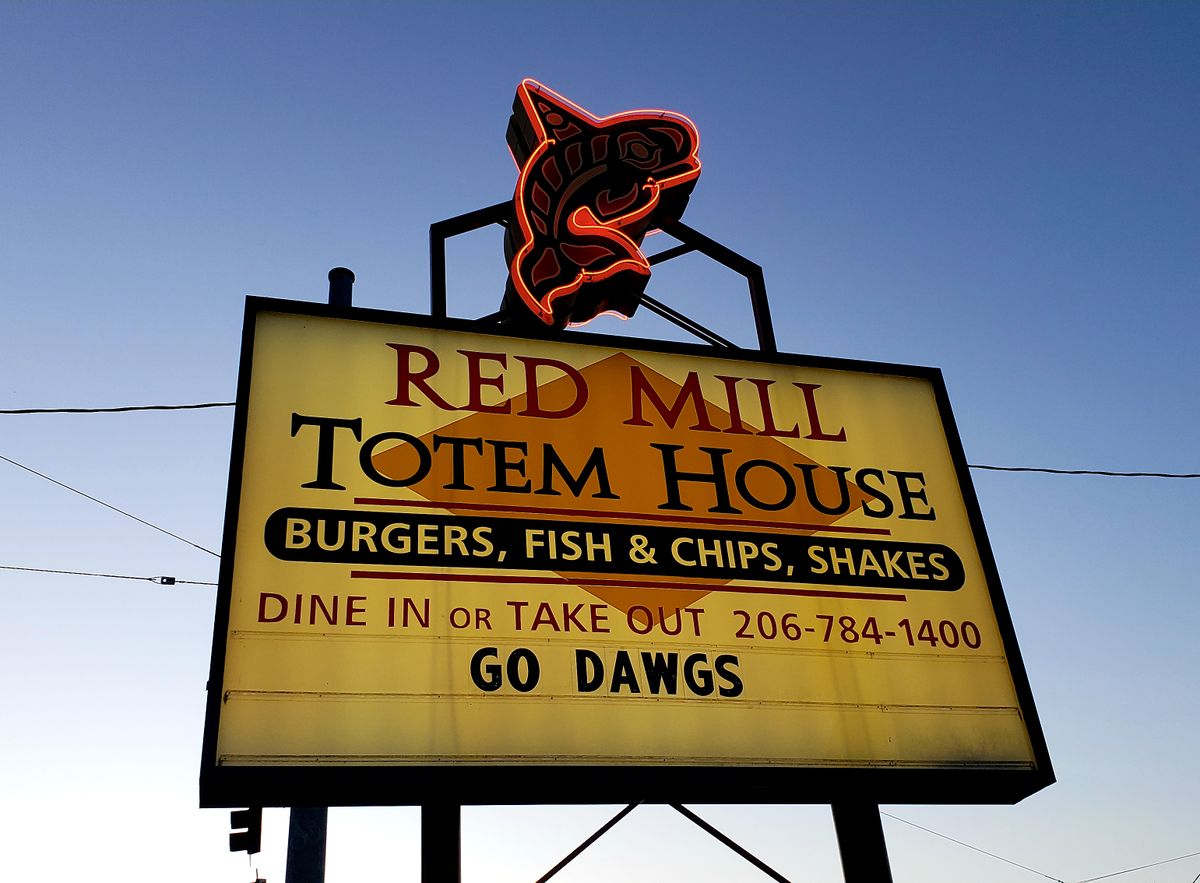 RED MILL
TOTEM HOUSE
BURGERS, FISH & CHIPS, SHAKES
DINE IN OR TAKE OUT 206-784-1400
GO DAWGS